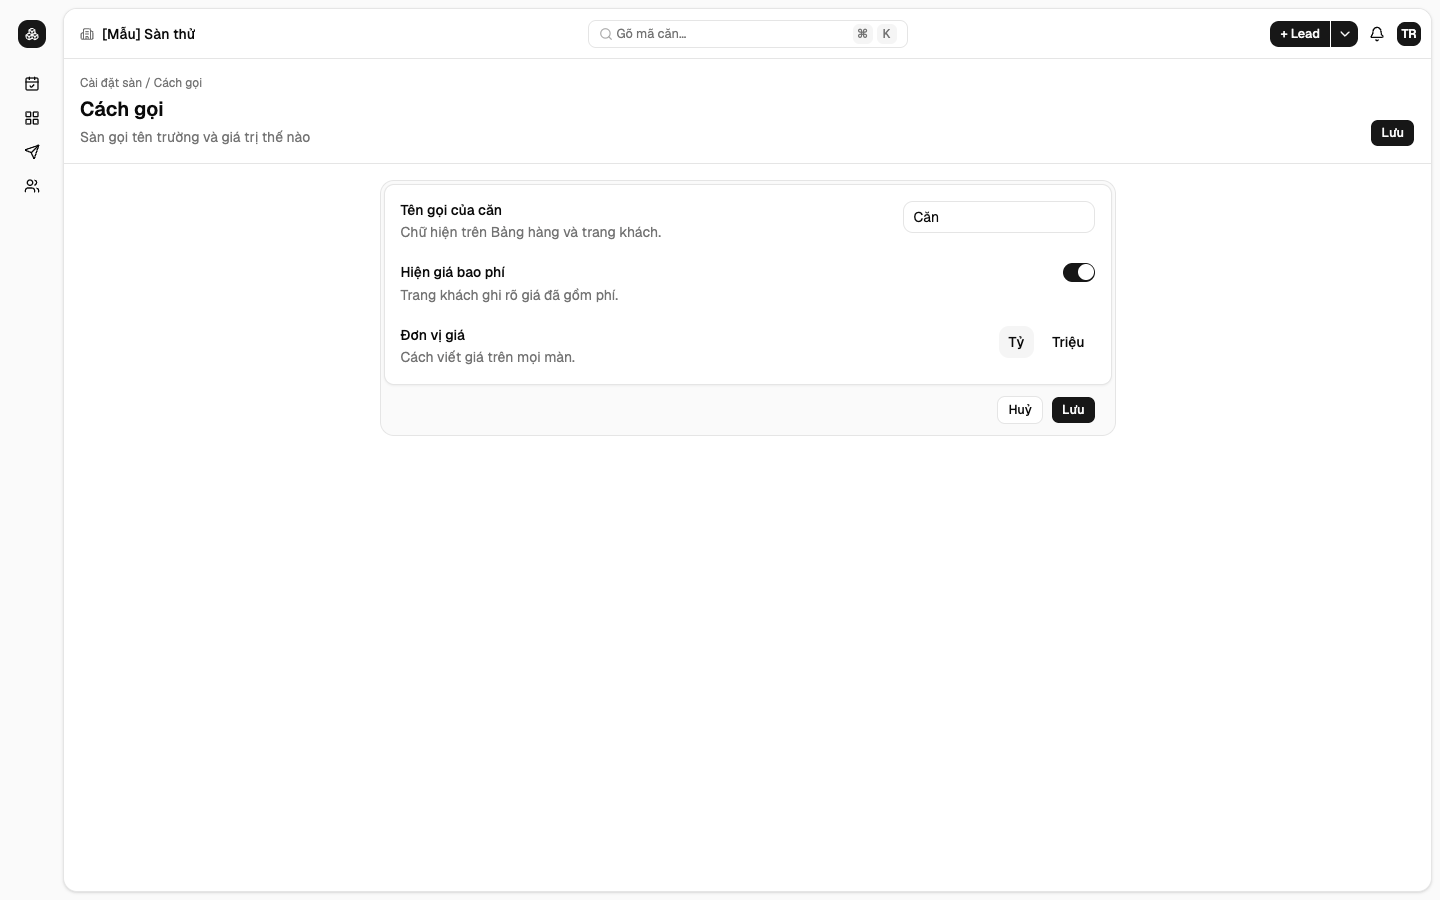 [Mẫu] Sàn thử
Gõ mã căn...
⌘ K
+ Lead
TR
Cài đặt sàn / Cách gọi
Cách gọi
Sàn gọi tên trường và giá trị thế nào
Lưu
Tên gọi của căn
Chữ hiện trên Bảng hàng và trang khách.
Căn
Hiện giá bao phí
Trang khách ghi rõ giá đã gồm phí.
Đơn vị giá
Cách viết giá trên mọi màn.
Tỷ
Triệu
Huỷ
Lưu